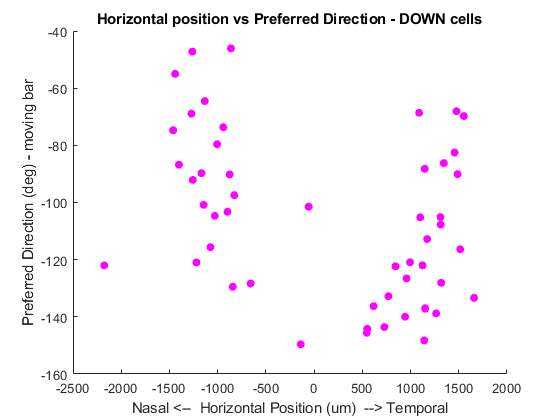 Horizontal position vs Preferred Direction - DOWN cells
-40
-60
-80
-100
-120
-140
-160
Preferred Direction (deg) - moving bar
-2500 -2000 -1500 -1000 -500 0 500 1000 1500 2000
Nasal <-- Horizontal Position (um) --> Temporal